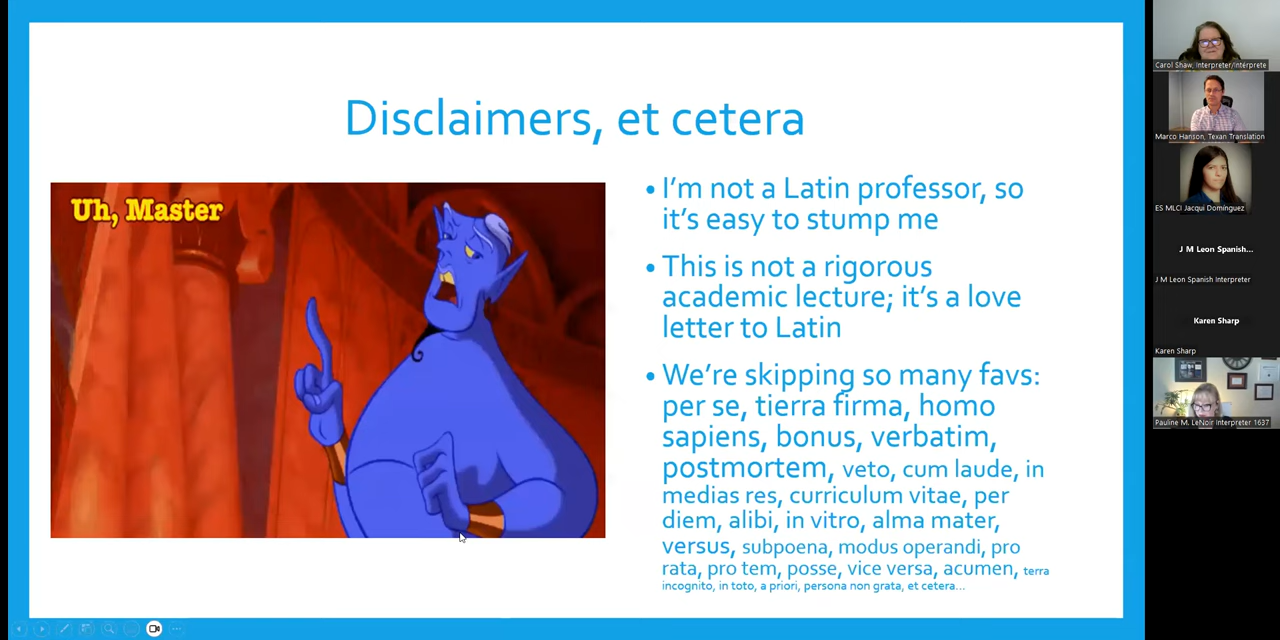 Disclaimers, et cetera
Uh, Master
• I'm not a Latin professor, so
it's easy to stump me
• This is not a rigorous
academic lecture; it's a love
letter to Latin
• We're skipping so many favs:
per se, tierra firma, homo
sapiens, bonus, verbatim,
postmortem, veto, cum laude, in
medias res, curriculum vitae, per
diem, alibi, in vitro, alma mater,
versus, subpoena, modus operandi, pro
rata, pro tem, posse, vice versa, acumen, terra
incognito, in toto, a priori, persona non grata, et cetera...
Carol Shaw, Interpreter/Intérprete
Marco Hanson, Texan Translation
ES MLCI Jacqui Domínguez
J M Leon Spanish...
J M Leon Spanish Interpreter
Karen Sharp
Karen Sharp
Pauline M. LeNoir Interpreter 1637